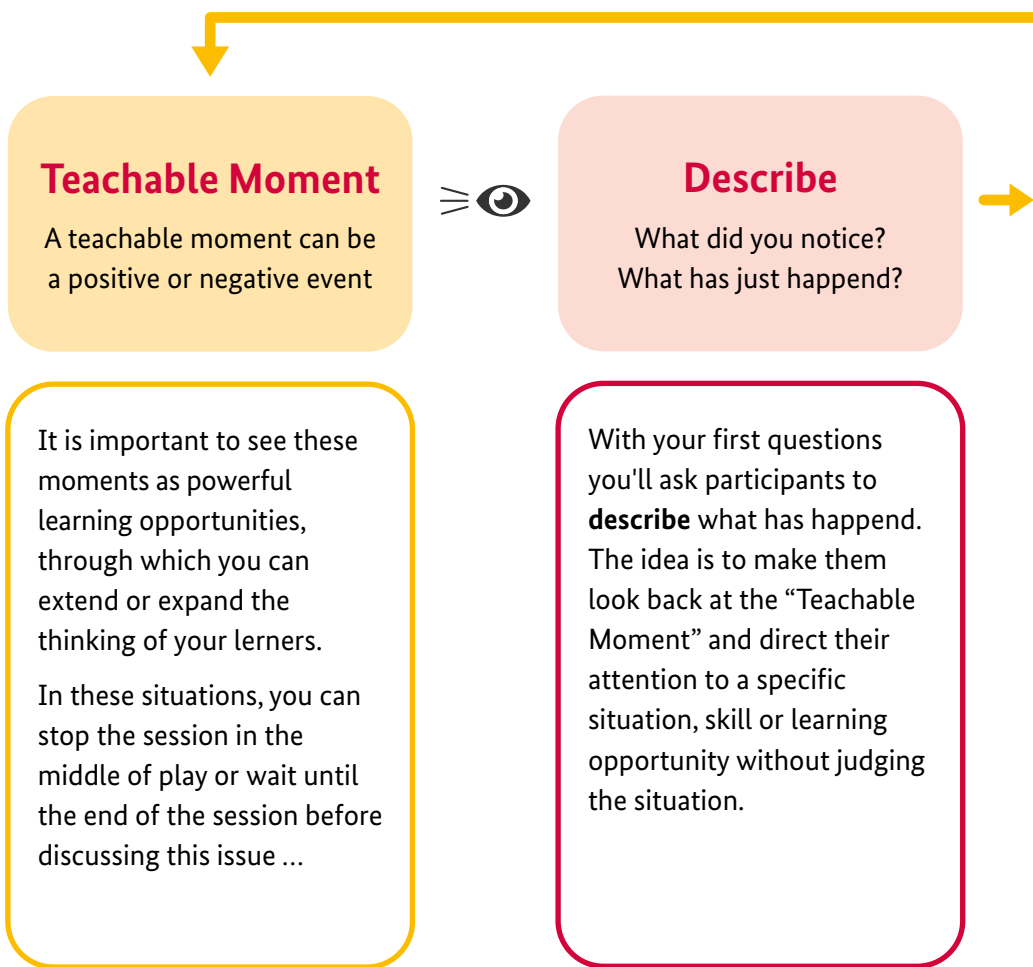 Teachable Moment
A teachable moment can be
a positive or negative event
Describe
What did you notice?
What has just happend?
It is important to see these
moments as powerful
learning opportunities,
through which you can
extend or expand the
thinking of your lerners.
In these situations, you can
stop the session in the
middle of play or wait until
the end of the session before
discussing this issue …
With your first questions
you'll ask participants to
describe what has happend.
The idea is to make them
look back at the “Teachable
Moment” and direct their
attention to a specific
situation, skill or learning
opportunity without judging
the situation.